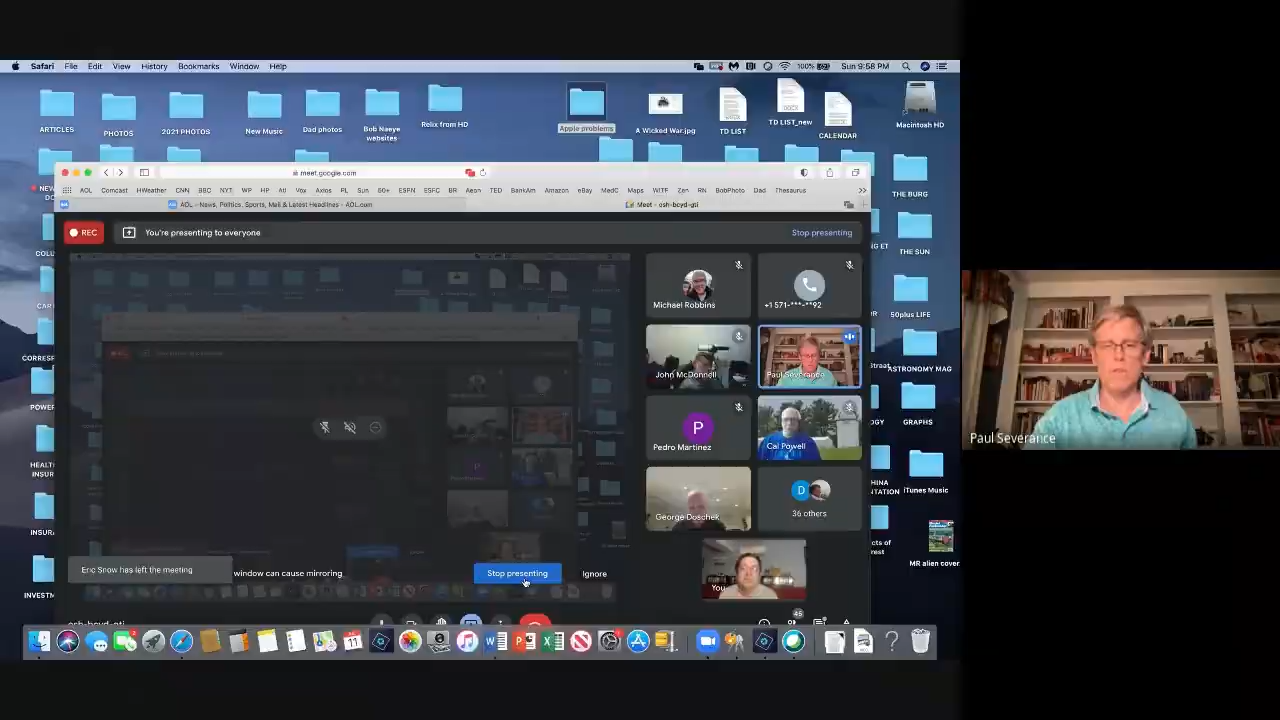 Safari File Edit View History Bookmarks Window Help 100% Sun 9:58 PM
ARTICLES PHOTOS 2021 PHOTOS New Music Dad photos Bob Naeye websites Relix from HD Apple problems A Wicked War.jpg TD LIST TD LIST_new CALENDAR Macintosh HD
meet.google.com
AOL Comcast HWeather CNN BBC NYT WP HP Atl Vox Axios PL Sun 60+ ESPN ESFC BR Aeon TED BankAm Amazon eBay MedC Maps WITF Zen RN BobPhoto Dad Thesaurus
AOL - News, Politics, Sports, Mail & Latest Headlines - AOL.com
Meet - osh-boyd-gti
THE BURG
REC
You're presenting to everyone
Stop presenting
THE SUN
Michael Robbins
+1 571-***-**92
50plus LIFE
John McDonnell
Paul Severance
ASTRONOMY MAG
Pedro Martinez
Cal Powell
GRAPHS
P
Paul Severance
George Doschek
D
36 others
iTunes Music
Eric Snow has left the meeting
window can cause mirroring
Stop presenting
Ignore
MR alien cover
You
45